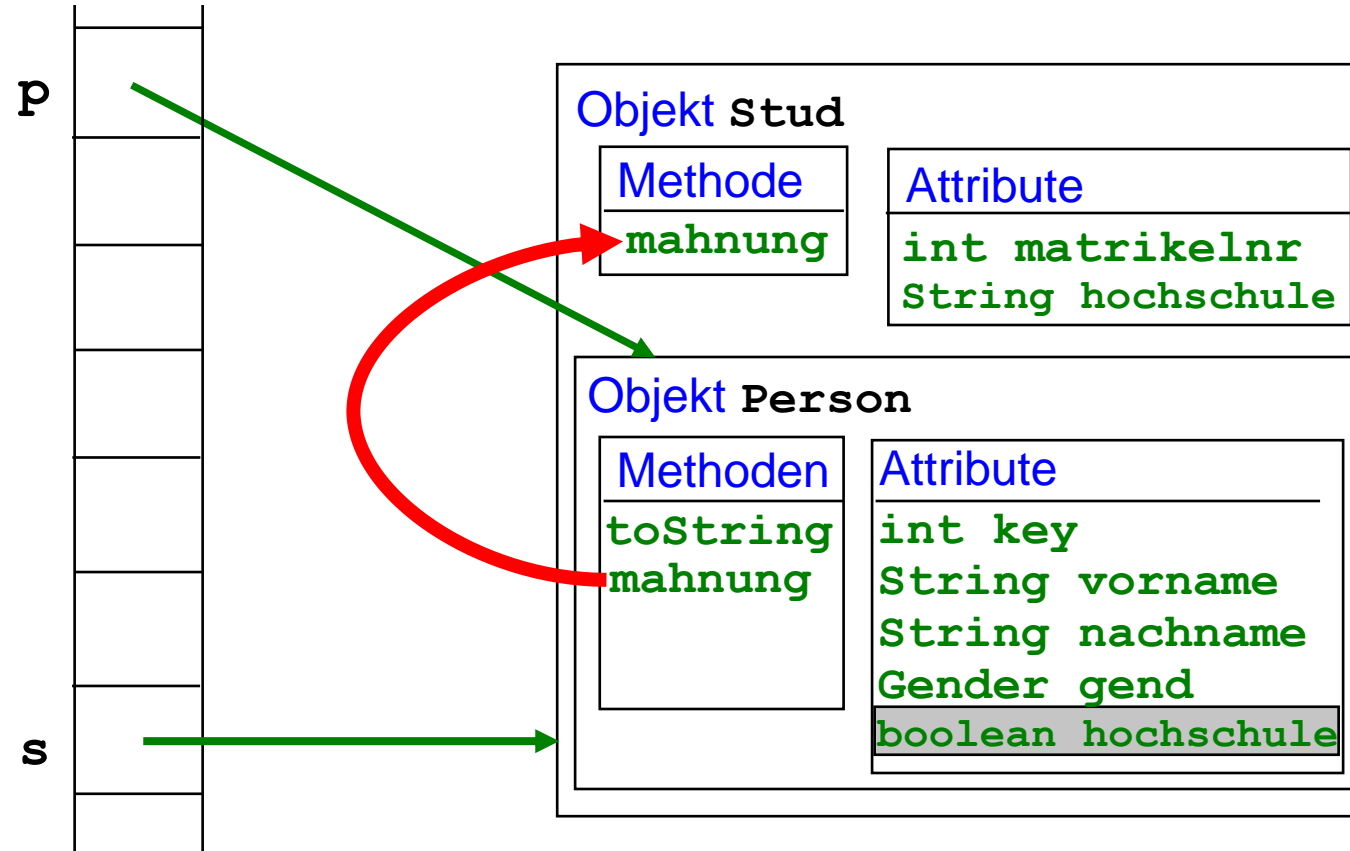 p
Objekt Stud
Methode
mahnung
Attribute
int matrikelnr
String hochschule
Objekt Person
Methoden
toString
mahnung
Attribute
int key
String vorname
String nachname
Gender gend
boolean hochschule
s